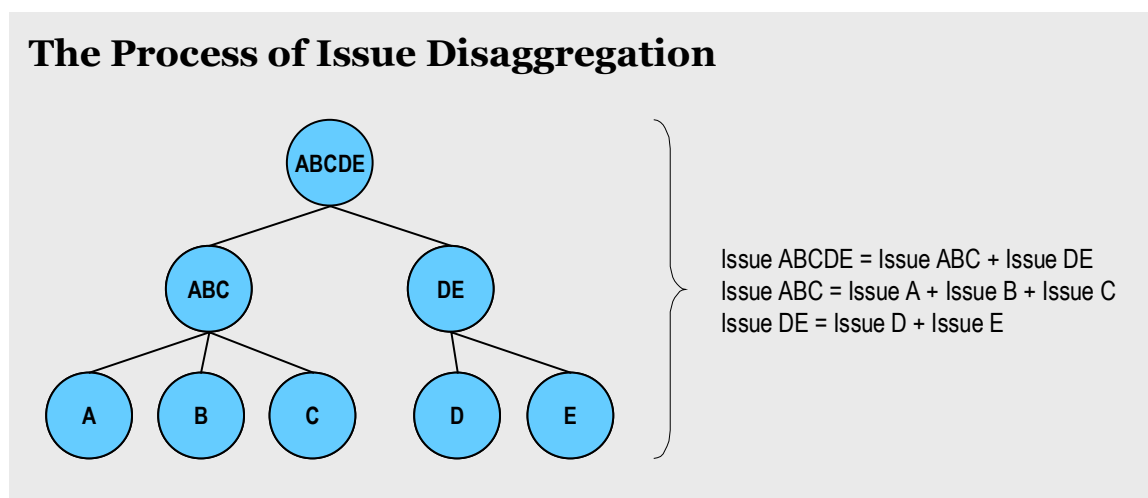 The Process of Issue Disaggregation
ABCDE
ABC
DE
A
B
C
D
E
Issue ABCDE = Issue ABC + Issue DE
Issue ABC = Issue A + Issue B + Issue C
Issue DE = Issue D + Issue E